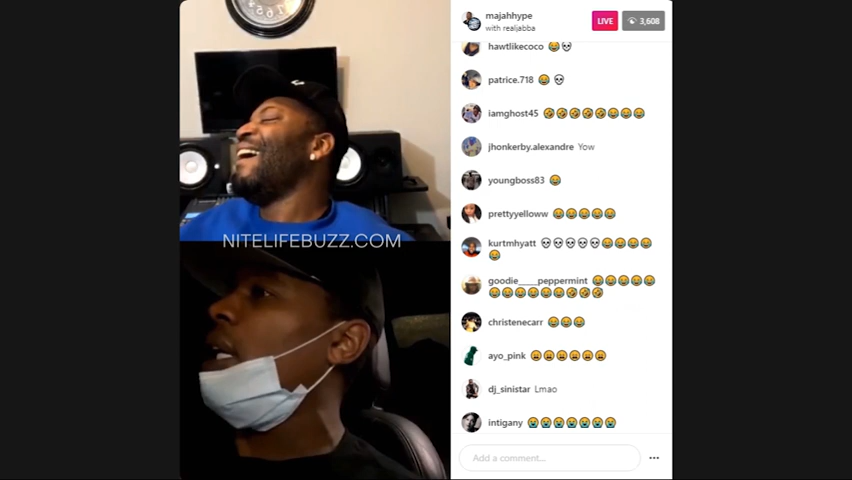 majahhype
with realjabba
LIVE
3,608
hawtlikecoco 😂💀
patrice.718 😂 💀
iamghost45 🤣🤣🤣🤣🤣😂😂😂
jhonkerby.alexandre Yow
youngboss83 😂
prettyyelloww 😂😂😂😂😂
kurtmhyatt 💀💀💀💀💀😂😂😂😂
😂
goodie____peppermint 😂😂😂😂😂
😂😂😂😂😂😂🤣🤣🤣
christenecarr 😂😂😂
ayo_pink 😩😩😩😩😩😩
dj_sinistar Lmao
intigany 😭😭😭😭😭😭😭
Add a comment...
NITELIFEBUZZ.COM